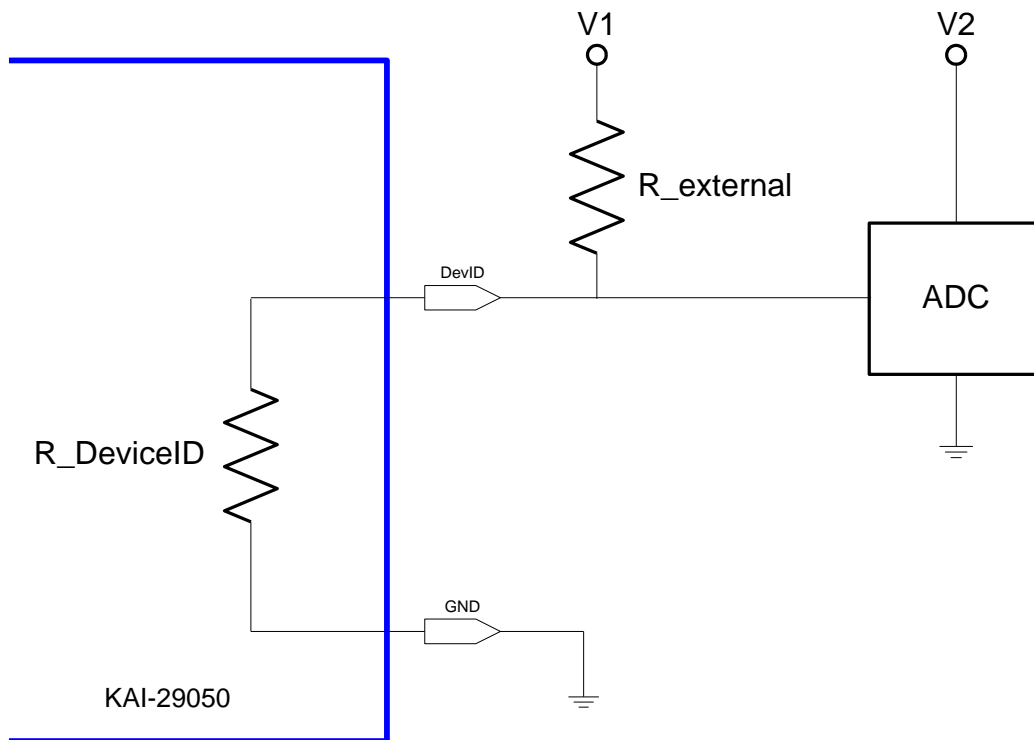 V1
V2
R_external
DevID
ADC
R_DeviceID
GND
KAI-29050